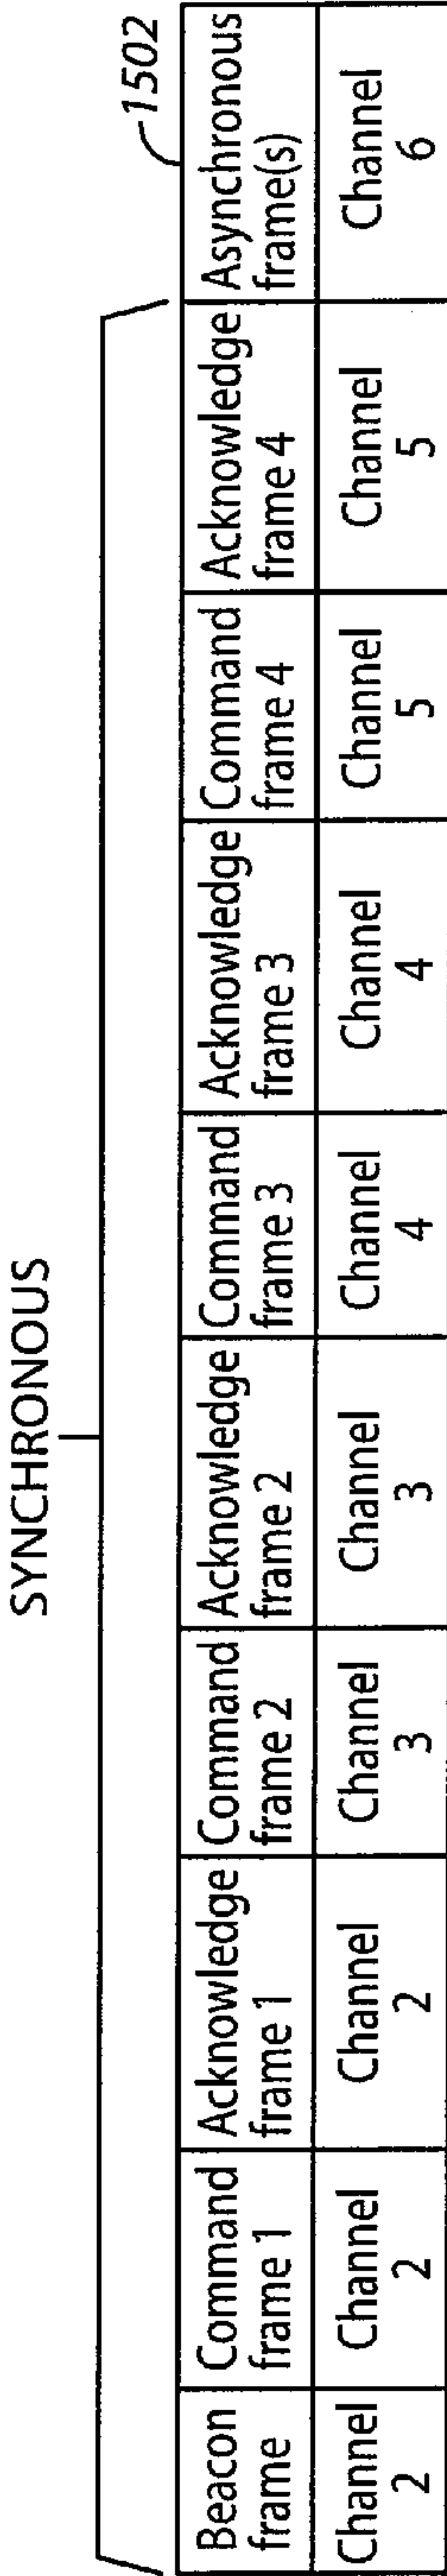 SYNCHRONOUS
1502
Beacon
frame
Command
frame 1
Acknowledge
frame 1
Command
frame 2
Acknowledge
frame 2
Command
frame 3
Acknowledge
frame 3
Command
frame 4
Acknowledge
frame 4
Asynchronous
frame(s)
Channel
2
Channel
2
Channel
2
Channel
3
Channel
3
Channel
4
Channel
4
Channel
5
Channel
5
Channel
6